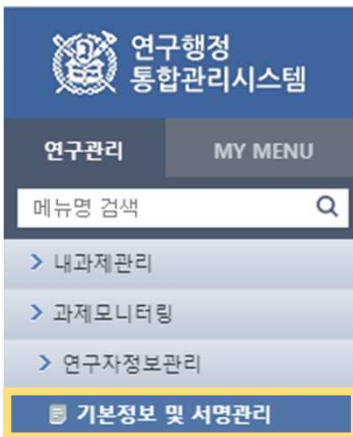 연구행정
통합관리시스템
연구관리 MY MENU
메뉴명 검색
내과제관리
과제모니터링
연구자정보관리
기본정보 및 서명관리